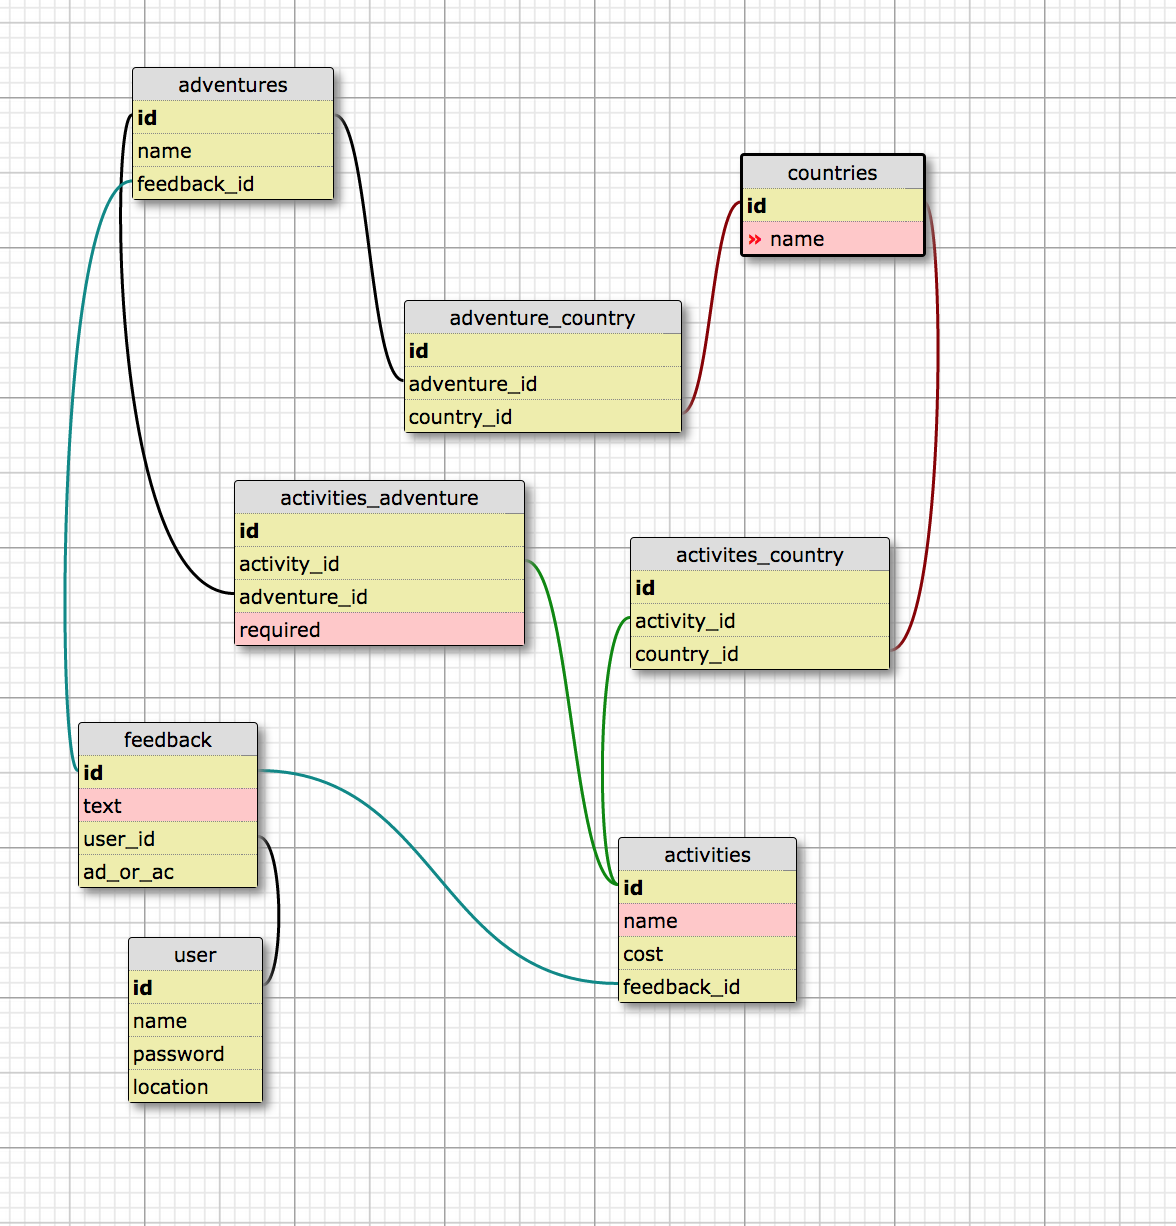 adventures
id
name
feedback_id
countries
id
» name
adventure_country
id
adventure_id
country_id
activities_adventure
id
activity_id
adventure_id
required
activites_country
id
activity_id
country_id
feedback
id
text
user_id
ad_or_ac
activities
id
name
cost
feedback_id
user
id
name
password
location